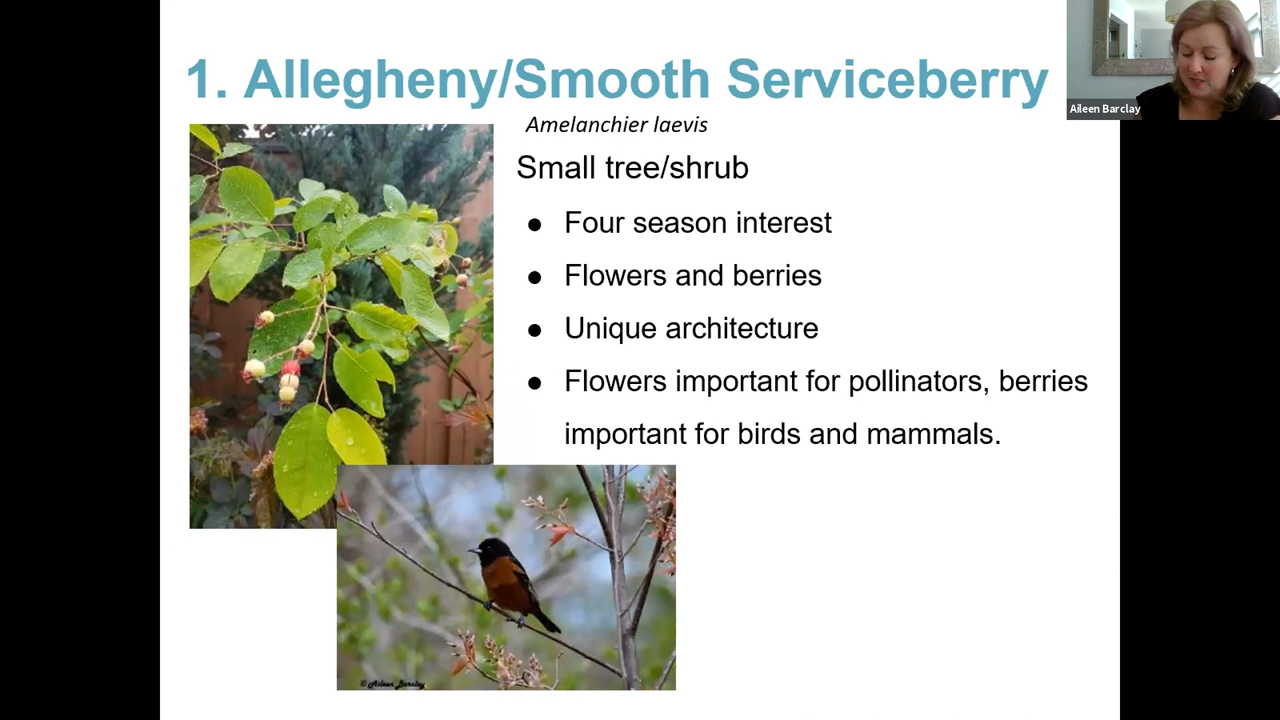 1. Allegheny/Smooth Serviceberry
Aileen Barclay
Amelanchier laevis
Small tree/shrub
● Four season interest
● Flowers and berries
● Unique architecture
● Flowers important for pollinators, berries
important for birds and mammals.
© Aileen Barclay